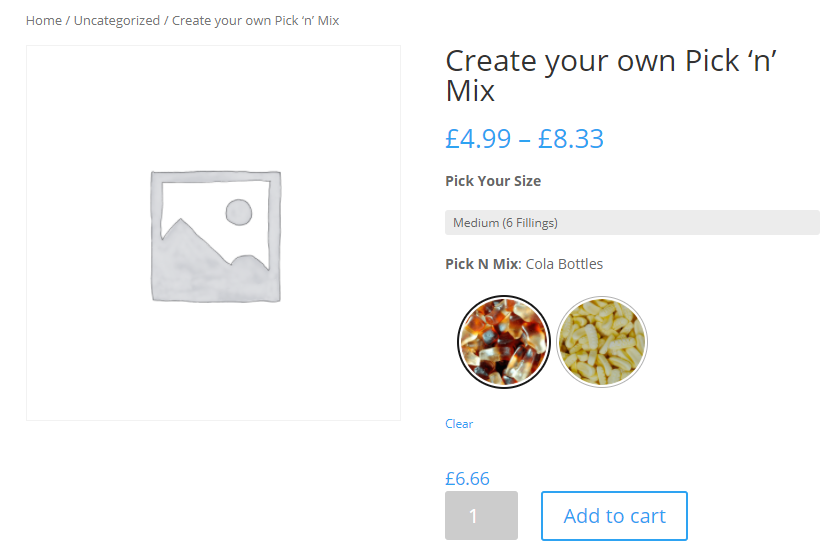 Home / Uncategorized / Create your own Pick ‘n’ Mix
Create your own Pick ‘n’
Mix
£4.99 – £8.33
Pick Your Size
Medium (6 Fillings)
Pick N Mix: Cola Bottles
Clear
£6.66
1
Add to cart